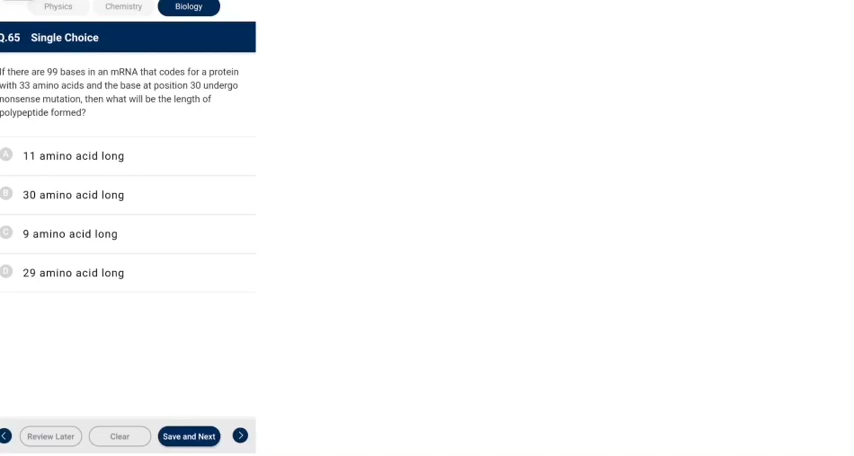 Physics Chemistry Biology
Q.65 Single Choice
If there are 99 bases in an mRNA that codes for a protein
with 33 amino acids and the base at position 30 undergo
nonsense mutation, then what will be the length of
polypeptide formed?
A 11 amino acid long
B 30 amino acid long
C 9 amino acid long
D 29 amino acid long
Review Later Clear Save and Next